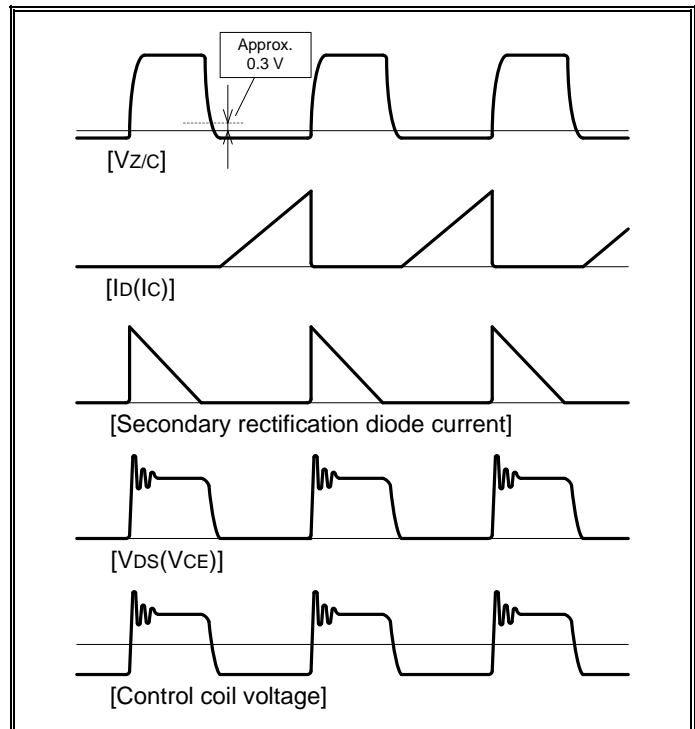 Approx.
0.3 V
[VZ/C]
[ID(IC)]
[Secondary rectification diode current]
[VDS(VCE)]
[Control coil voltage]